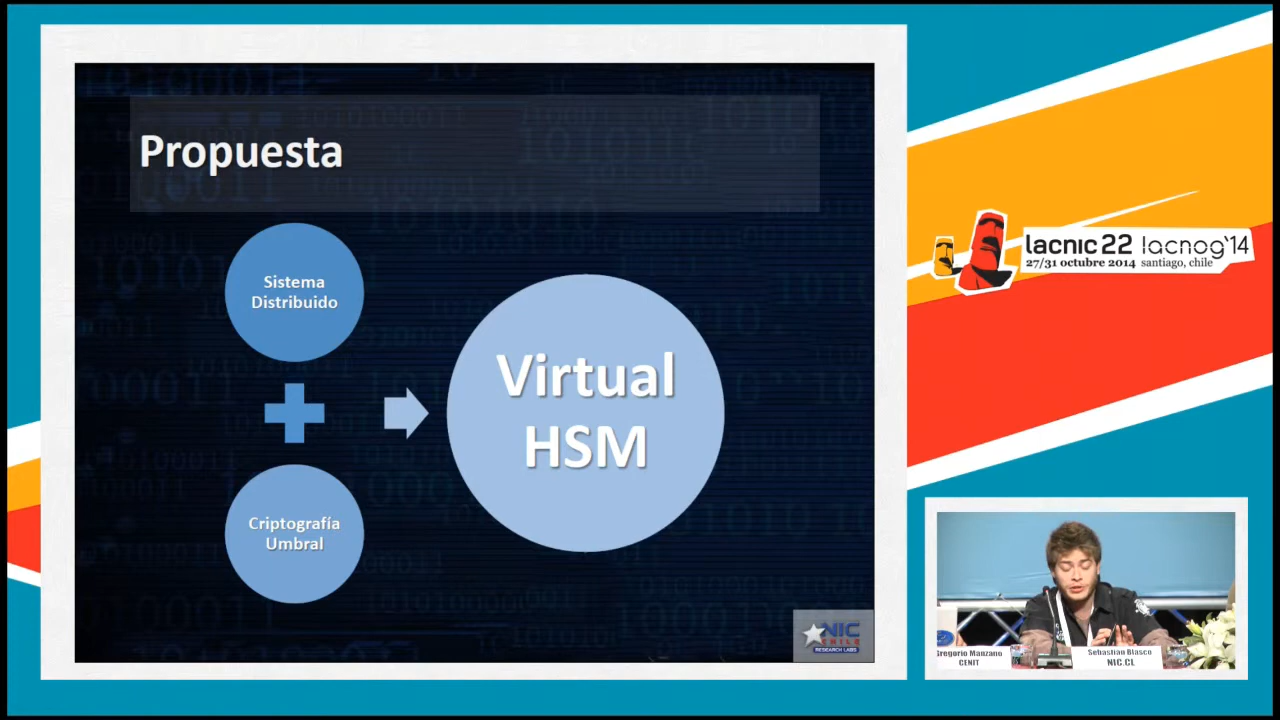 Propuesta
Sistema
Distribuido
Criptografía
Umbral
Virtual
HSM
NIC
CHILE
RESEARCH LABS
lacnic 22 lacnog'14
27/31 octubre 2014 santiago, chile
Gregorio Manzano
CENIT
Sebastian Blasco
NIC.CL